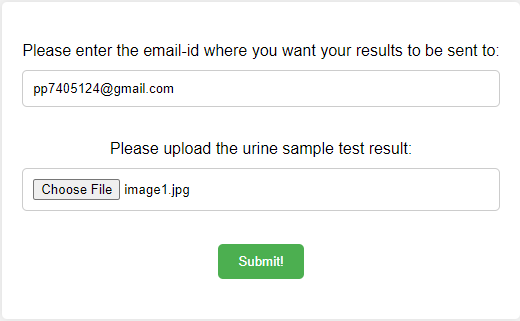 Please enter the email-id where you want your results to be sent to:
pp7405124@gmail.com
Please upload the urine sample test result:
Choose File image1.jpg
Submit!